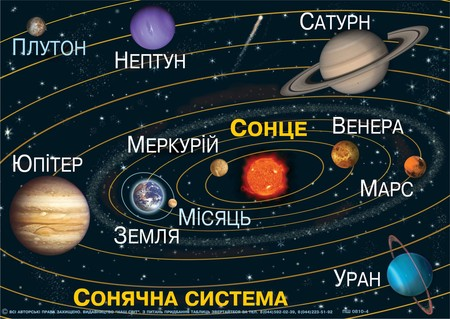 Сатурн
Плутон
Нептун
Сонце
Венера
Меркурій
Юпітер
Марс
Місяць
Земля
Уран
Сонячна система